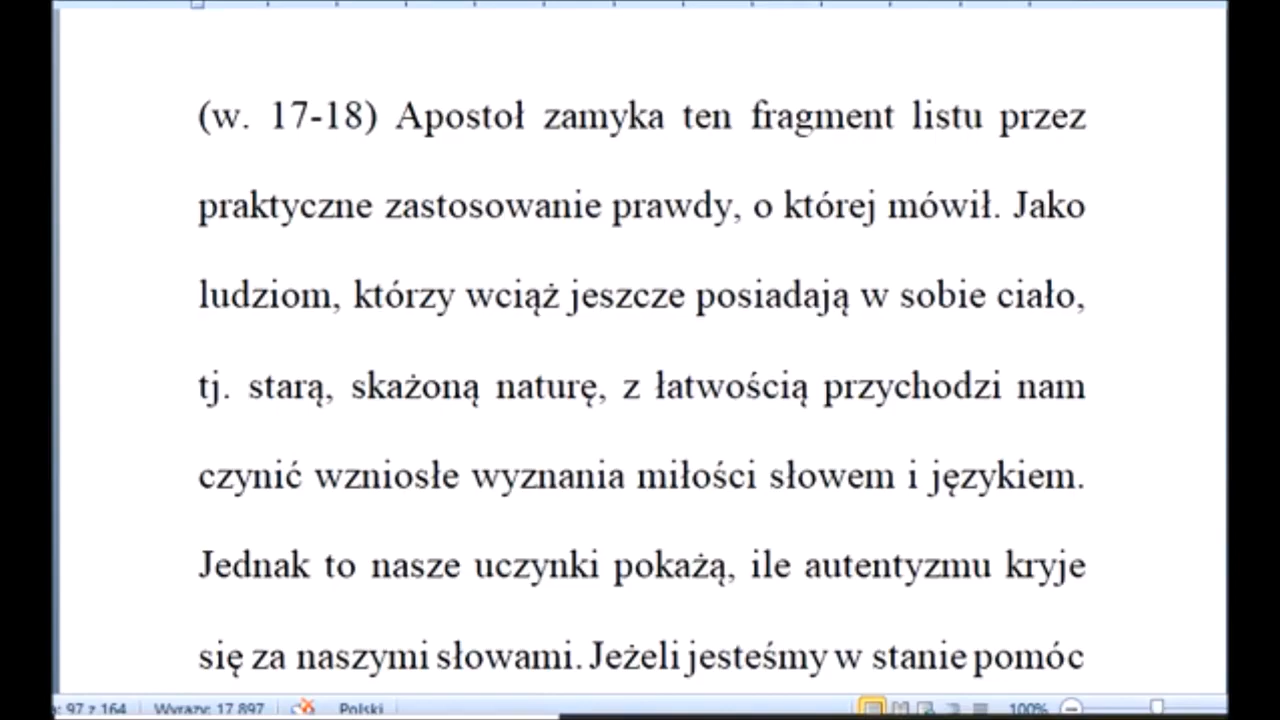 (w. 17-18) Apostoł zamyka ten fragment listu przez
praktyczne zastosowanie prawdy, o której mówił. Jako
ludziom, którzy wciąż jeszcze posiadają w sobie ciało,
tj. starą, skażoną naturę, z łatwością przychodzi nam
czynić wzniosłe wyznania miłości słowem i językiem.
Jednak to nasze uczynki pokażą, ile autentyzmu kryje
się za naszymi słowami. Jeżeli jesteśmy w stanie pomóc
: 97 z 164 Wyrazy: 17 897 Polski 100%